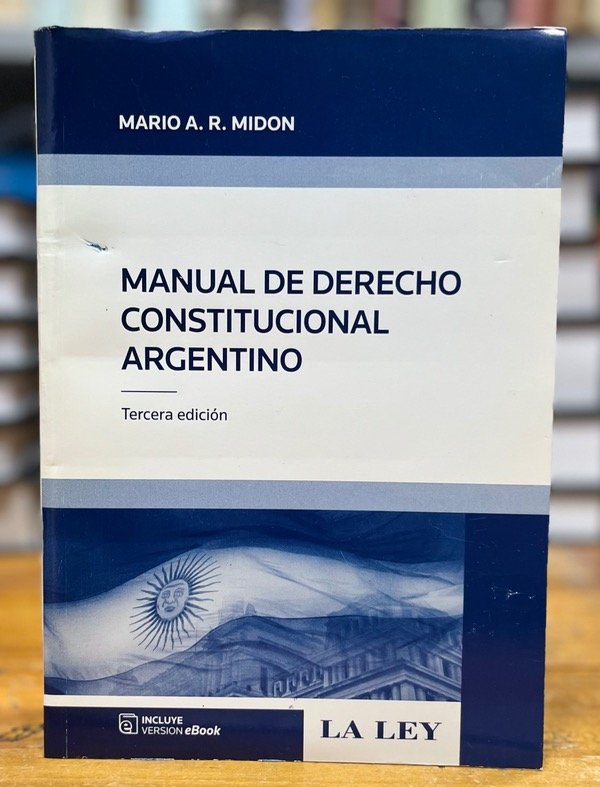 MARIO A. R. MIDON
MANUAL DE DERECHO
CONSTITUCIONAL
ARGENTINO
Tercera edición
INCLUYE
VERSION eBook
LA LEY